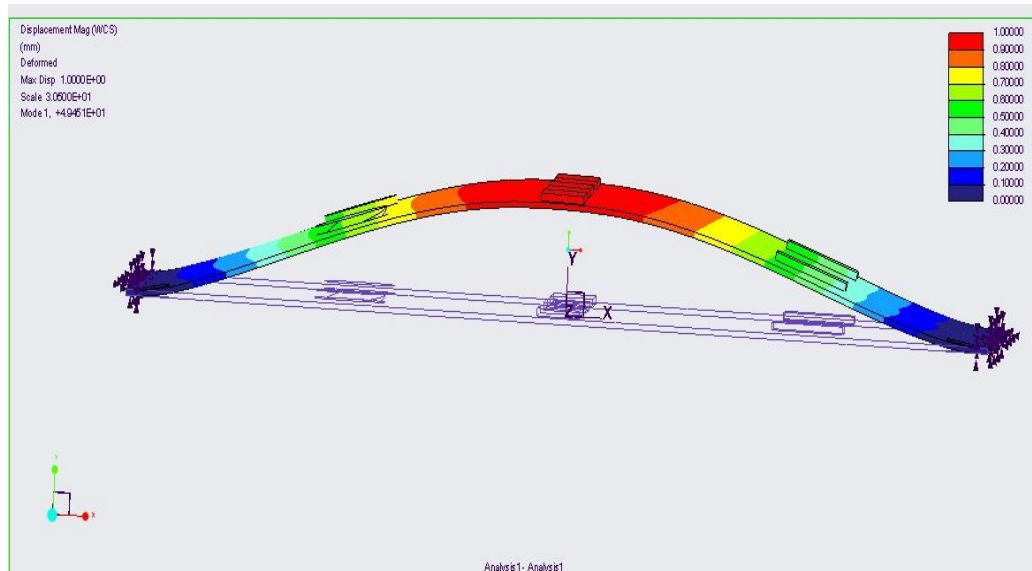 Displacement Mag (WCS)
(mm)
Deformed
Max Disp 1.0000E+00
Scale 3.0500E+01
Mode 1, +4.9451E+01
1.00000
0.90000
0.80000
0.70000
0.60000
0.50000
0.40000
0.30000
0.20000
0.10000
0.00000
Y
X
Y
X
Analysis1- Analysis1